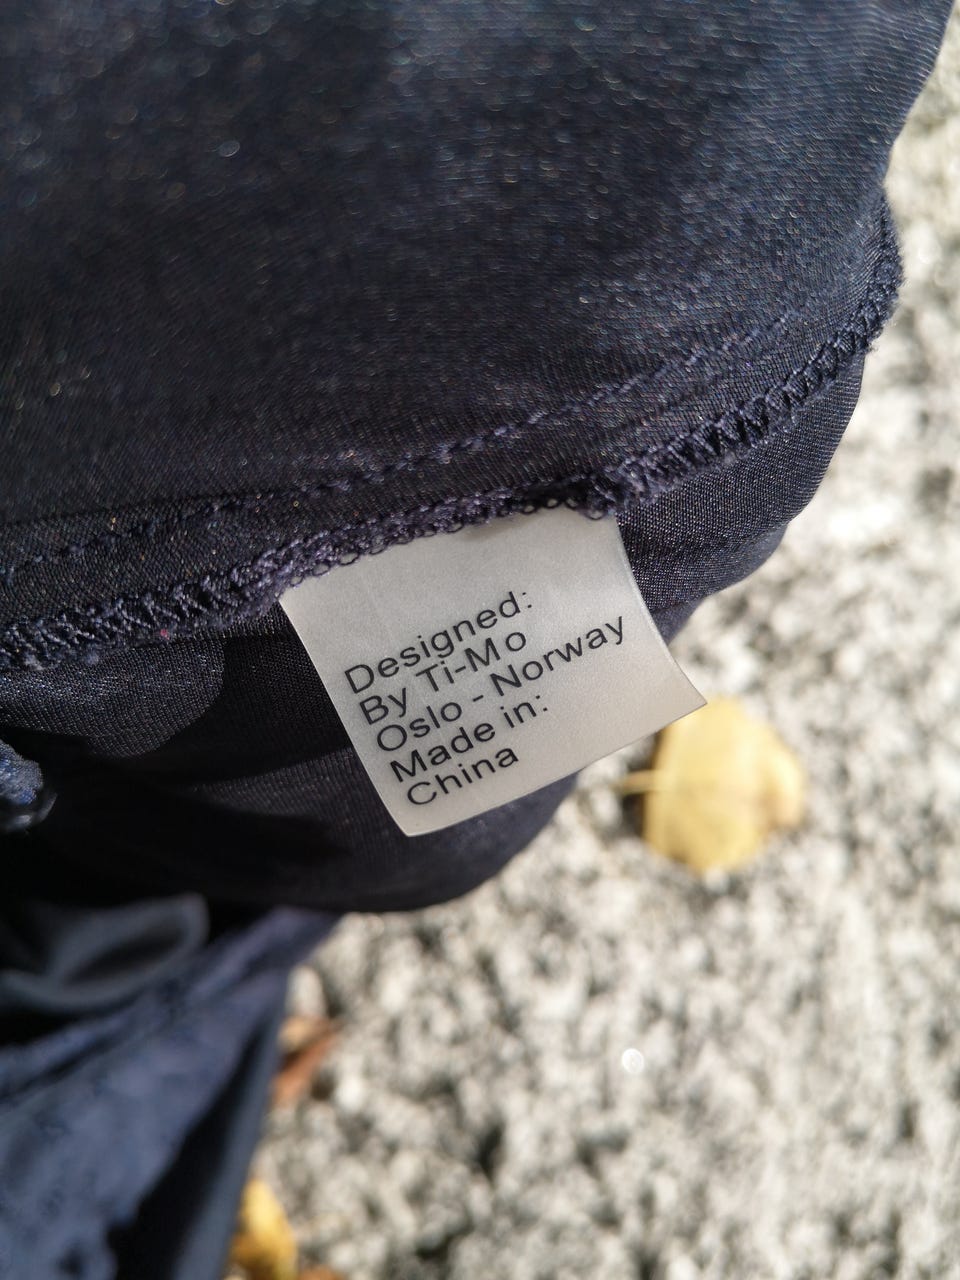 Designed:
By Ti-Mo
Oslo - Norway
Made in:
China